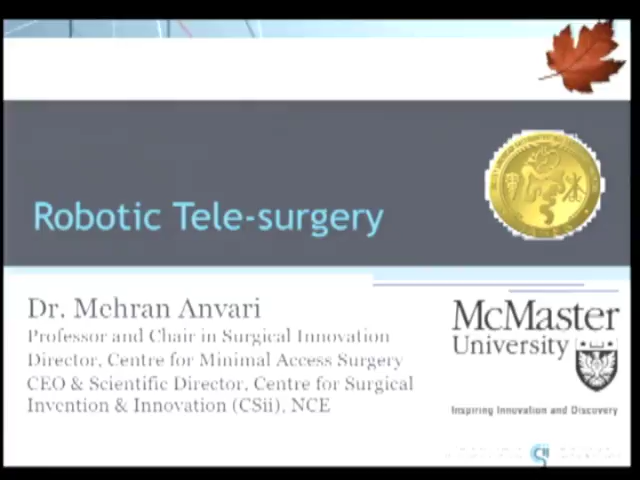 Robotic Tele-surgery
Dr. Mehran Anvari
Professor and Chair in Surgical Innovation
Director, Centre for Minimal Access Surgery
CEO & Scientific Director, Centre for Surgical
Invention & Innovation (CSii), NCE
McMaster
University
Inspiring Innovation and Discovery